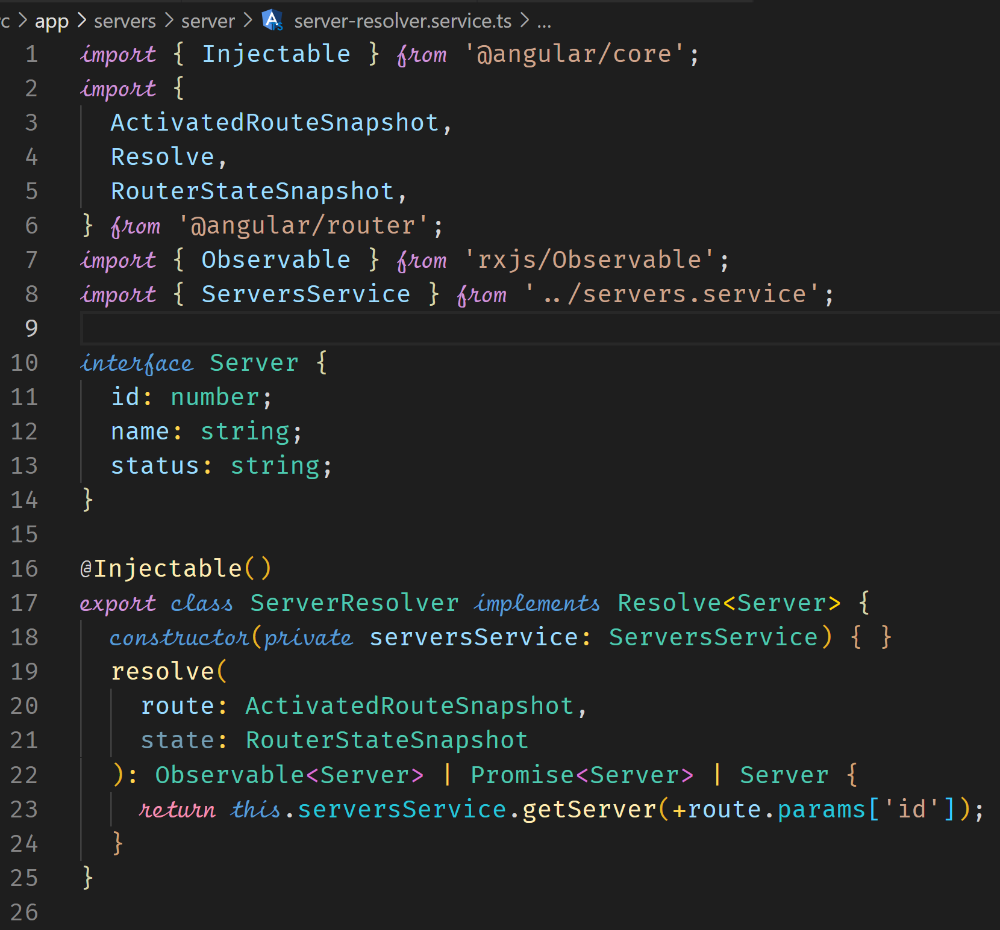 c > app > servers > server > A TS server-resolver.service.ts > ...
1 import { Injectable } from '@angular/core';
2 import {
3 ActivatedRouteSnapshot,
4 Resolve,
5 RouterStateSnapshot,
6 } from '@angular/router';
7 import { Observable } from 'rxjs/Observable';
8 import { ServersService } from '../servers.service';
9
10 interface Server {
11 id: number;
12 name: string;
13 status: string;
14 }
15
16 @Injectable()
17 export class ServerResolver implements Resolve<Server> {
18 constructor(private serversService: ServersService) { }
19 resolve(
20 route: ActivatedRouteSnapshot,
21 state: RouterStateSnapshot
22 ): Observable<Server> | Promise<Server> | Server {
23 return this.serversService.getServer(+route.params['id']);
24 }
25 }
26